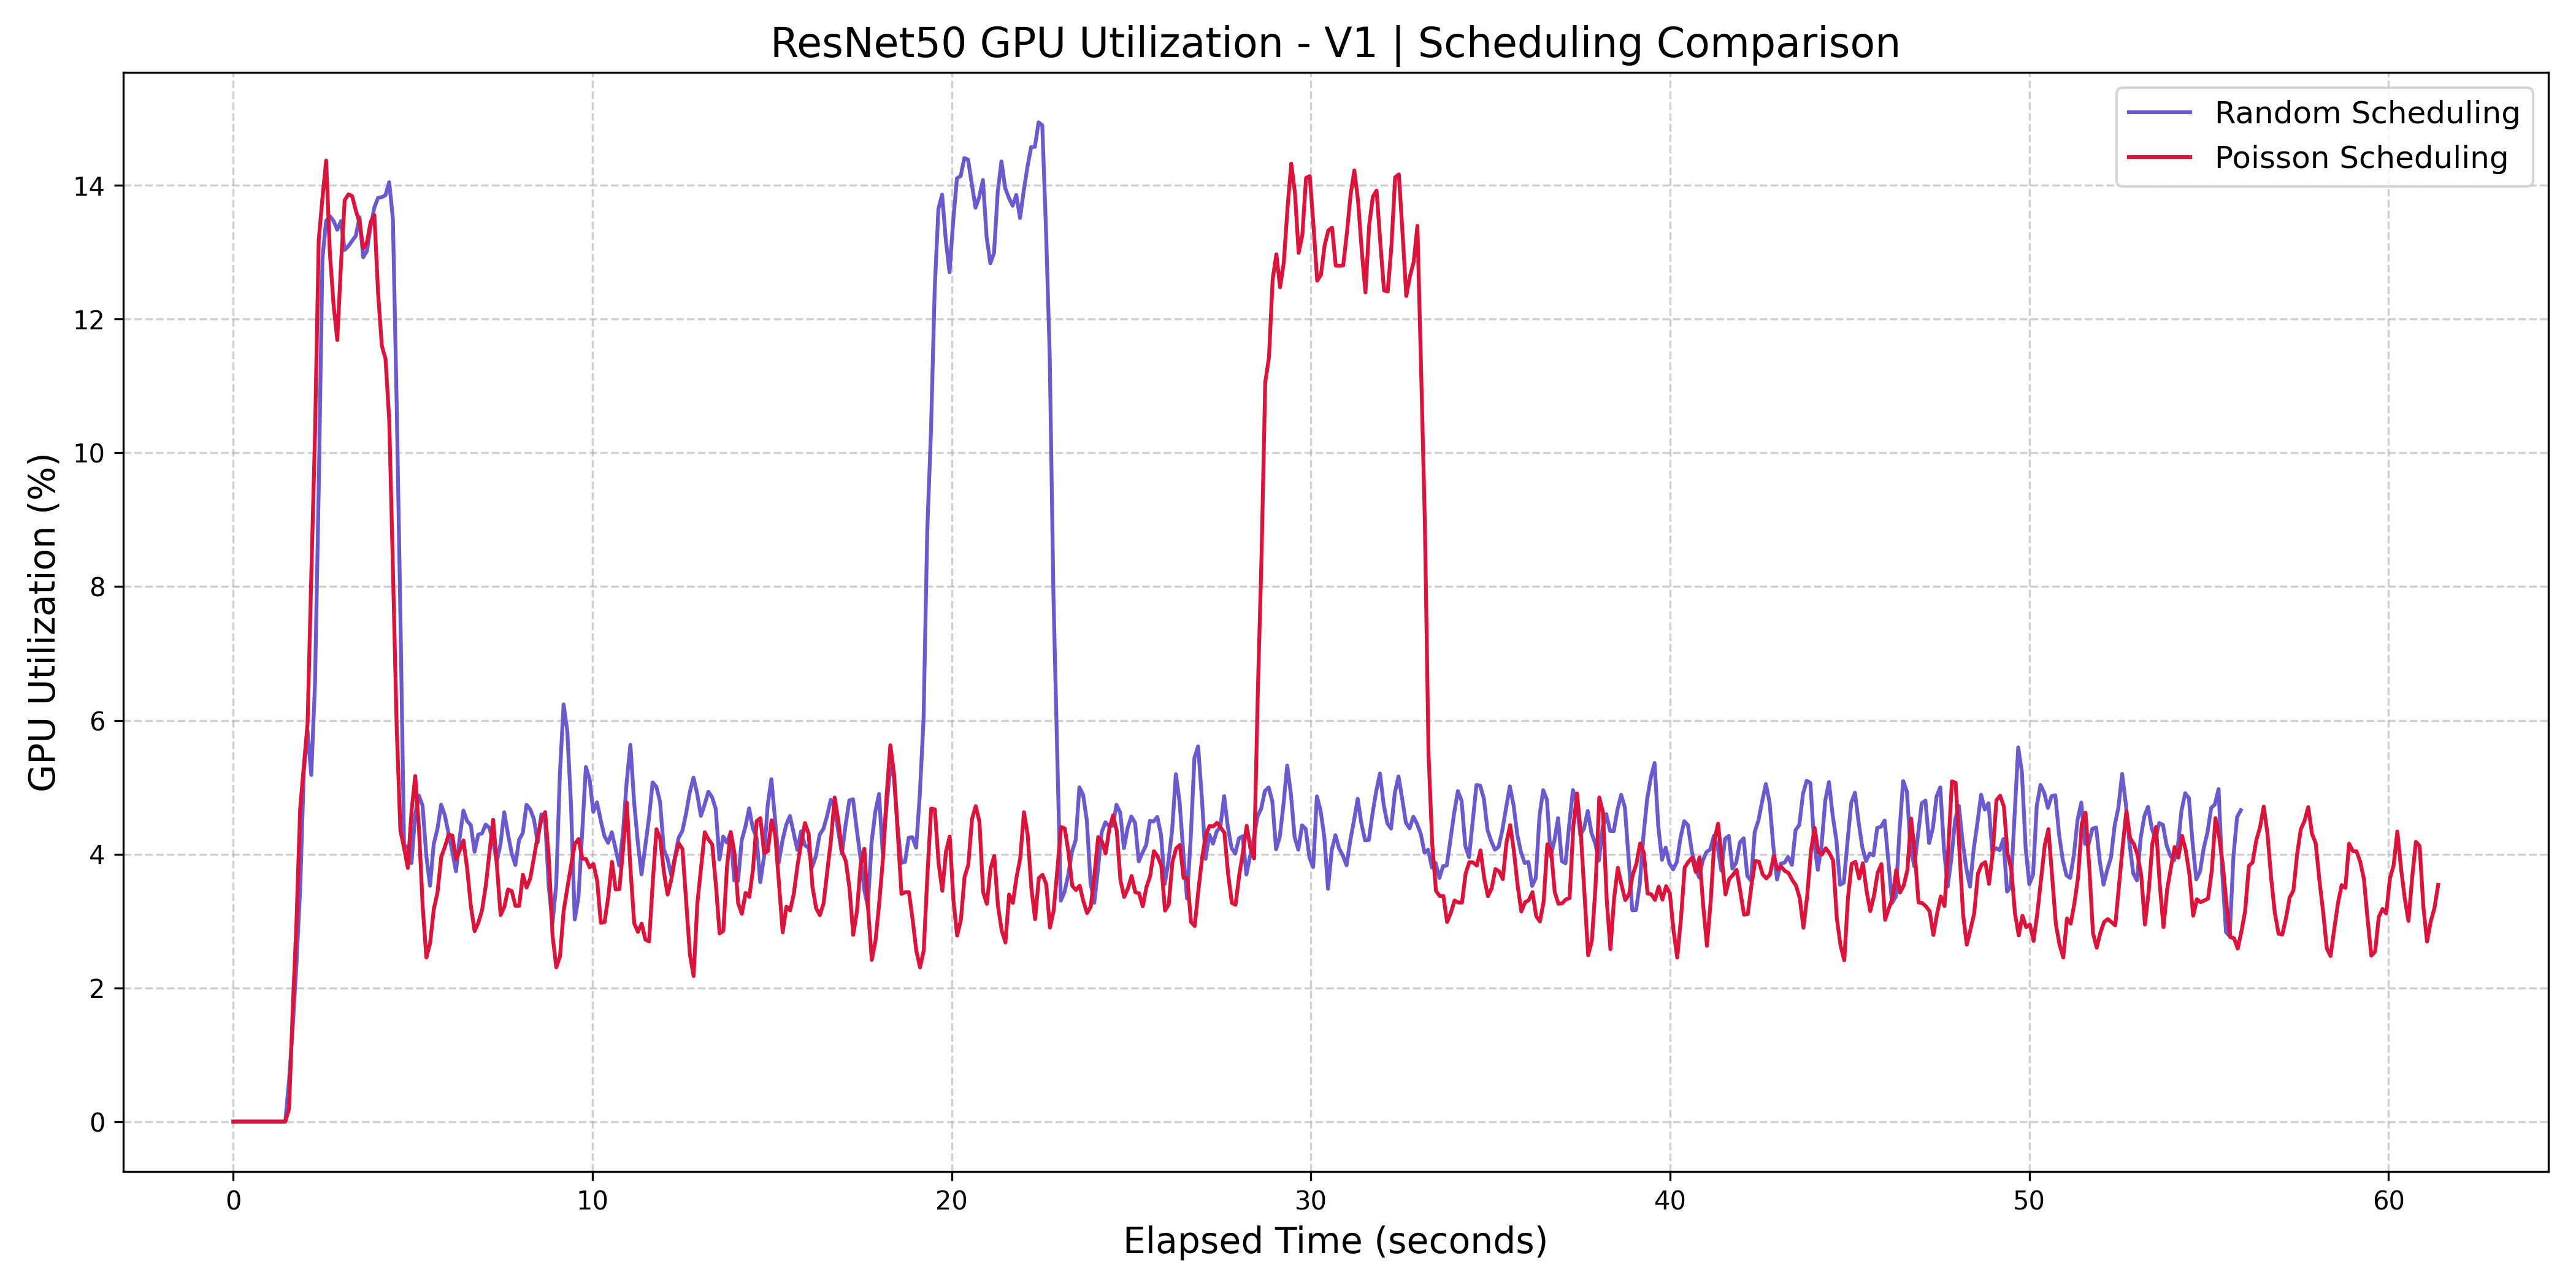 ResNet50 GPU Utilization - V1 | Scheduling Comparison
Random Scheduling
Poisson Scheduling
GPU Utilization (%)
14
12
10
8
6
4
2
0
0 10 20 30 40 50 60
Elapsed Time (seconds)